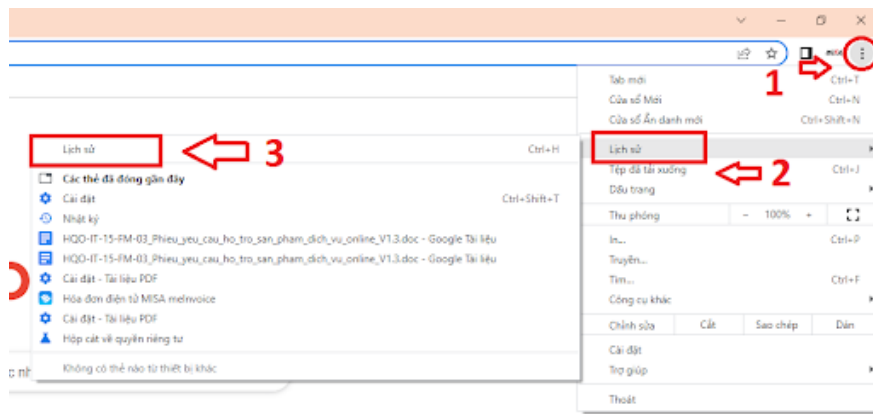 1
Tab mới Ctrl+T
Cửa sổ Mới Ctrl+N
Cửa sổ Ẩn danh mới Ctrl+Shift+N
Lịch sử
2
Tệp đã tải xuống Ctrl+J
Dấu trang
Thu phóng - 100% +
In... Ctrl+P
Truyền...
Tìm... Ctrl+F
Công cụ khác
Chỉnh sửa Cắt Sao chép Dán
Cài đặt
Trợ giúp
Thoát
Lịch sử Ctrl+H
3
Các thẻ đã đóng gần đây
Cài đặt Ctrl+Shift+T
Nhật ký
HQO-IT-15-FM-03_Phieu_yeu_cau_ho_tro_san_pham_dich_vu_online_V1.3.doc - Google Tài liệu
HQO-IT-15-FM-03_Phieu_yeu_cau_ho_tro_san_pham_dich_vu_online_V1.3.doc - Google Tài liệu
Cài đặt - Tài liệu PDF
Hóa đơn điện tử MISA meInvoice
Cài đặt - Tài liệu PDF
Hộp cát về quyền riêng tư
Không có thẻ nào từ thiết bị khác